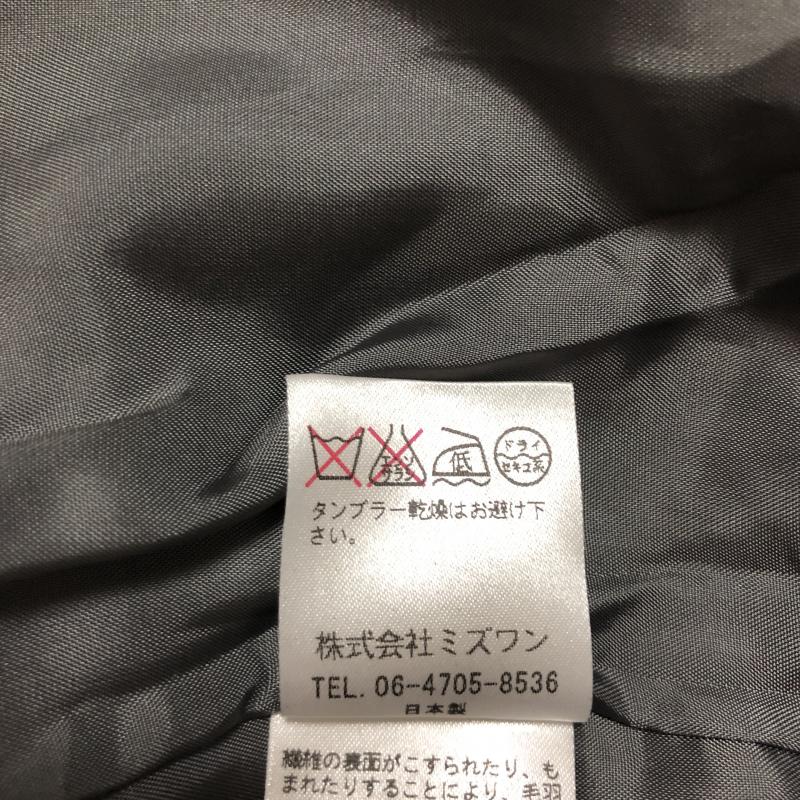 エンソ
サラシ
低
ドライ
セキユ系
タンブラー乾燥はお避け下
さい。
株式会社ミズワン
TEL. 06-4705-8536
日本製
繊維の表面がこすられたり、も
まれたりすることにより、毛羽